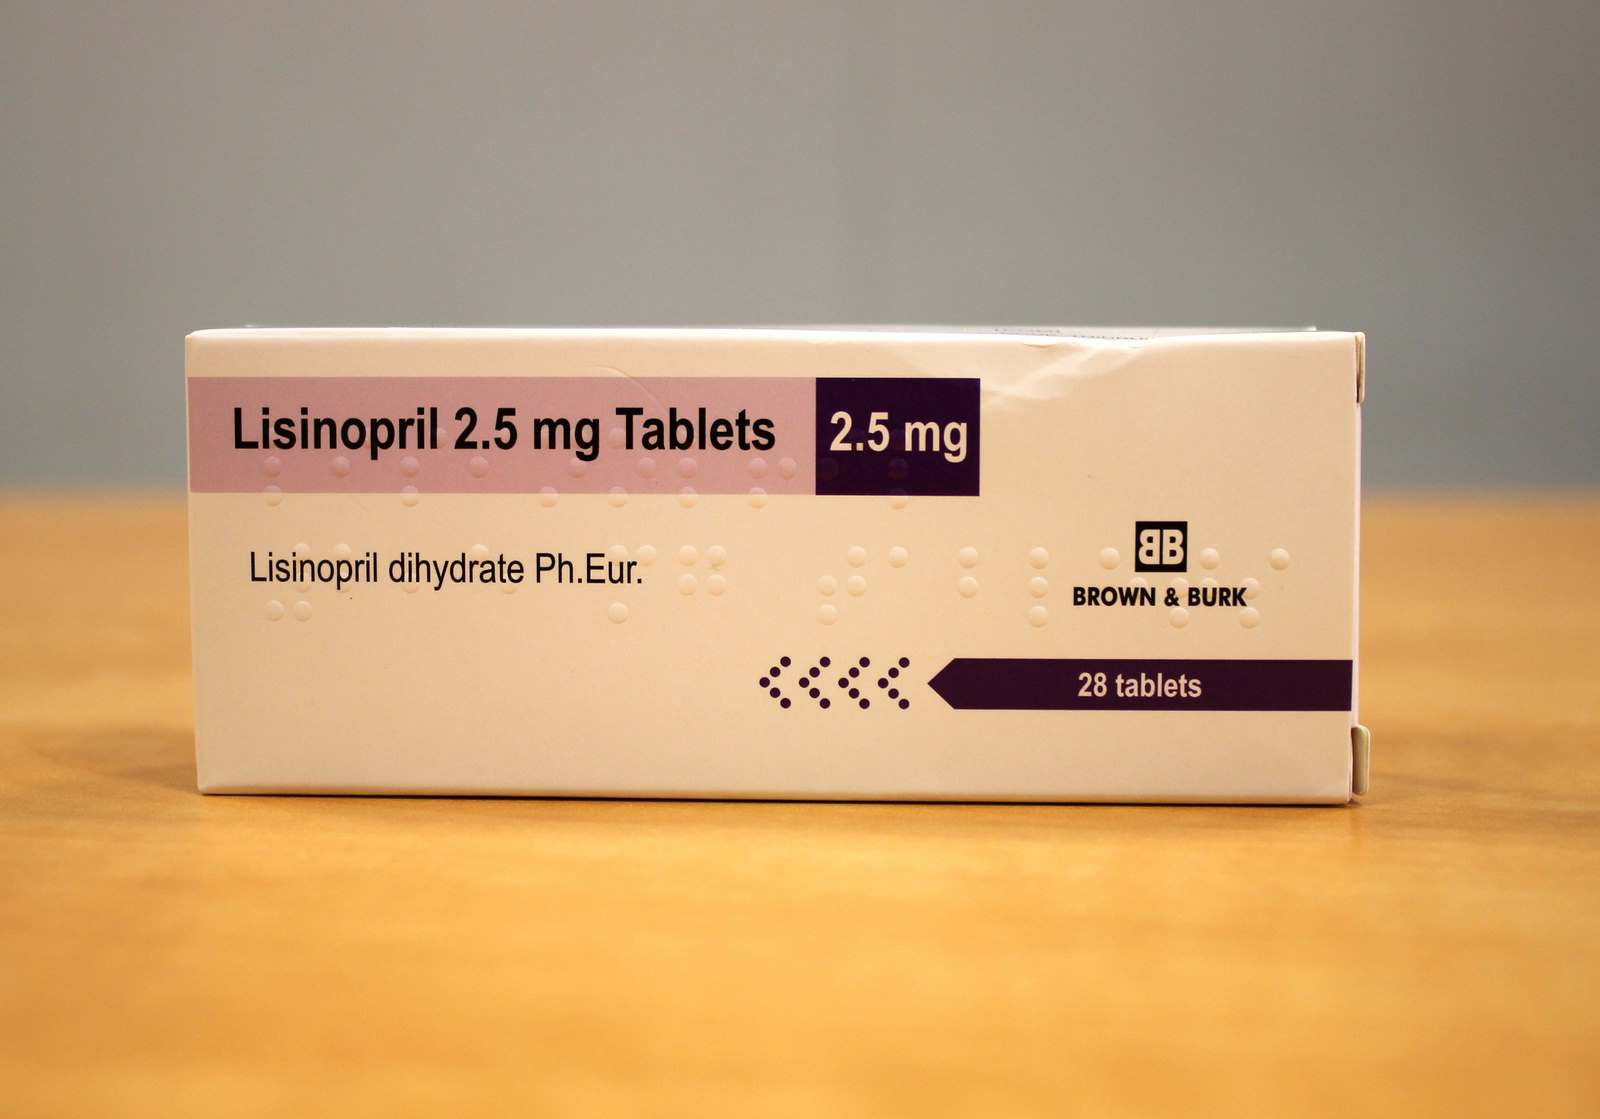 Lisinopril 2.5 mg Tablets
2.5 mg
Lisinopril dihydrate Ph.Eur.
BB
BROWN & BURK
28 tablets